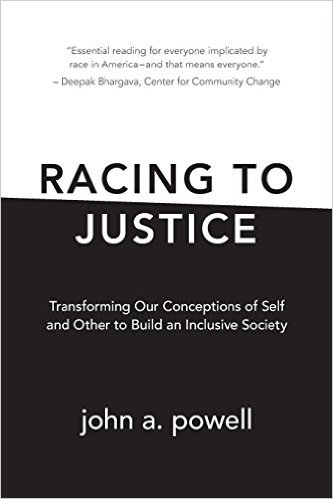 “Essential reading for everyone implicated by
race in America—and that means everyone.”
– Deepak Bhargava, Center for Community Change
RACING TO
JUSTICE
Transforming Our Conceptions of Self
and Other to Build an Inclusive Society
john a. powell